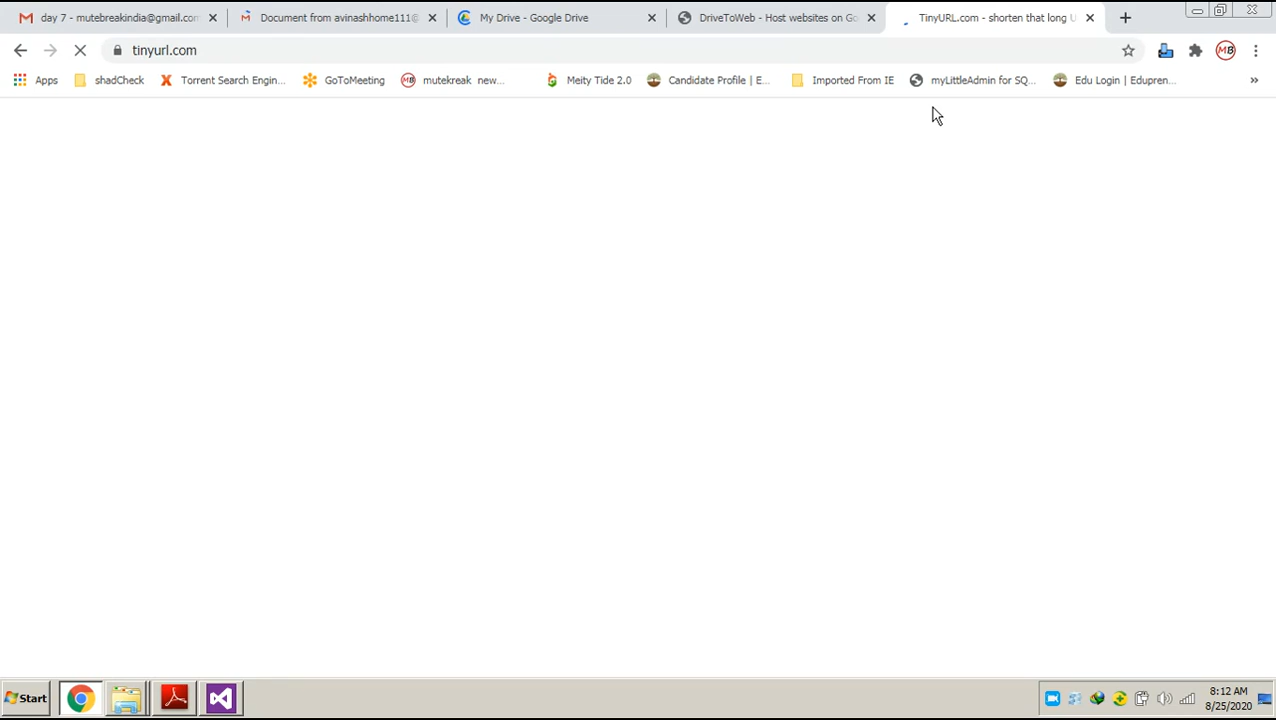 day 7 - mutebreakindia@gmail.com
Document from avinashhome111@
My Drive - Google Drive
DriveToWeb - Host websites on Go
TinyURL.com - shorten that long U
tinyurl.com
MB
Apps
shadCheck
Torrent Search Engin...
GoToMeeting
MB
mutekreak new...
Meity Tide 2.0
Candidate Profile | E...
Imported From IE
myLittleAdmin for SQ...
Edu Login | Edupren...
»
Start
8:12 AM
8/25/2020